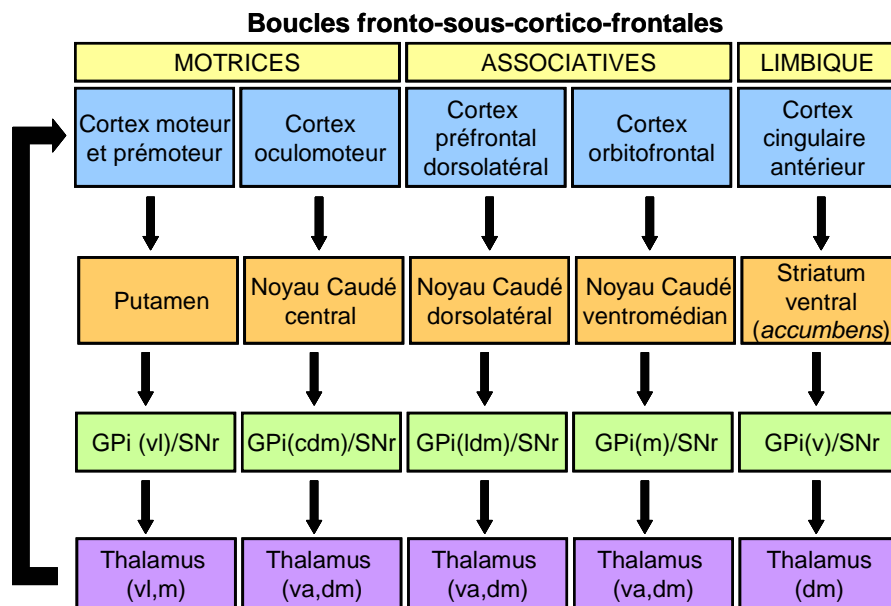 Boucles fronto-sous-cortico-frontales
MOTRICES
ASSOCIATIVES
LIMBIQUE
Cortex moteur
et prémoteur
Cortex
oculomoteur
Cortex
préfrontal
dorsolatéral
Cortex
orbitofrontal
Cortex
cingulaire
antérieur
Putamen
Noyau Caudé
central
Noyau Caudé
dorsolatéral
Noyau Caudé
ventromédian
Striatum
ventral
(accumbens)
GPi (vl)/SNr
GPi(cdm)/SNr
GPi(ldm)/SNr
GPi(m)/SNr
GPi(v)/SNr
Thalamus
(vl,m)
Thalamus
(va,dm)
Thalamus
(va,dm)
Thalamus
(va,dm)
Thalamus
(dm)